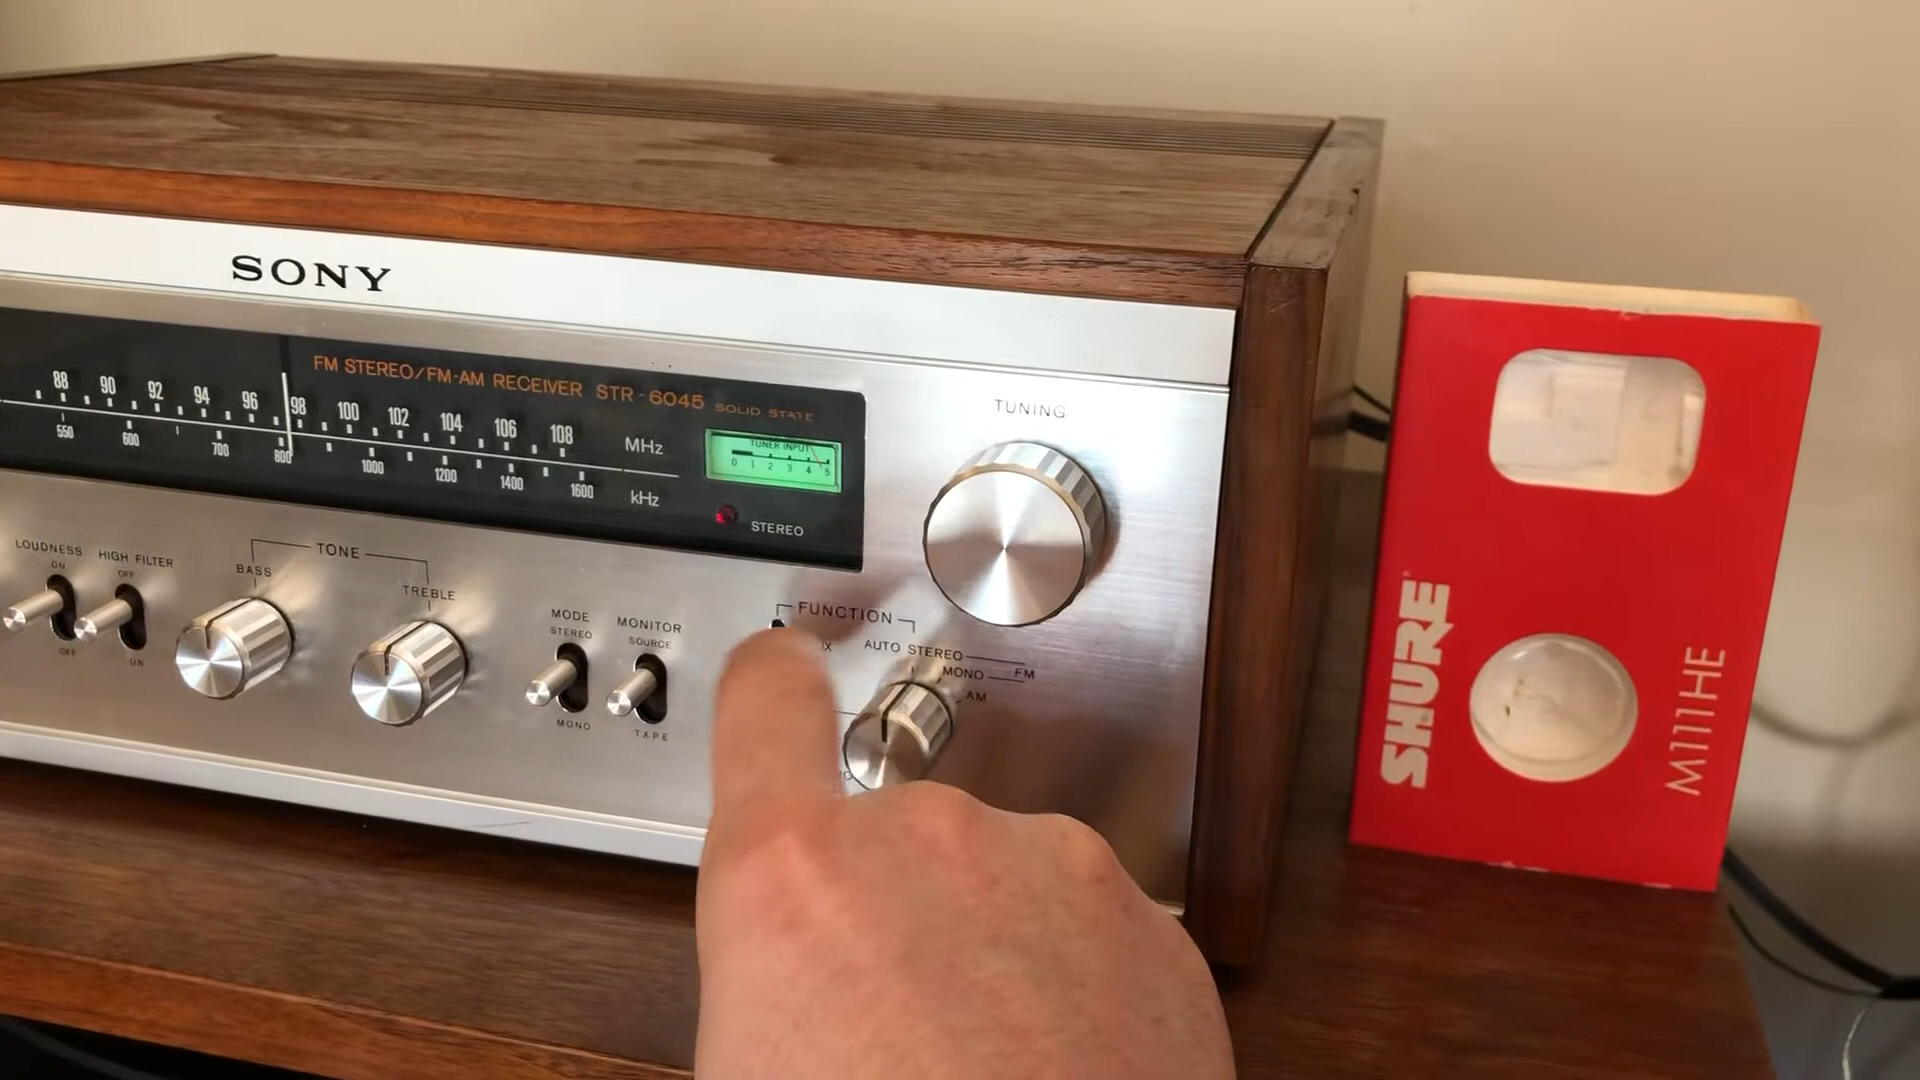 SONY
FM STEREO/FM-AM RECEIVER STR-6045 SOLID STATE
88 90 92 94 96 98 100 102 104 106 108 MHz
550 600 700 800 1000 1200 1400 1600 kHz
TUNER INPUT
0 1 2 3 4 5
STEREO
TUNING
LOUDNESS
ON
OFF
HIGH FILTER
OFF
ON
TONE
BASS
TREBLE
MODE
STEREO
MONO
MONITOR
SOURCE
TAPE
FUNCTION
AUTO STEREO
MONO
FM
AM
SHURE
M111HE